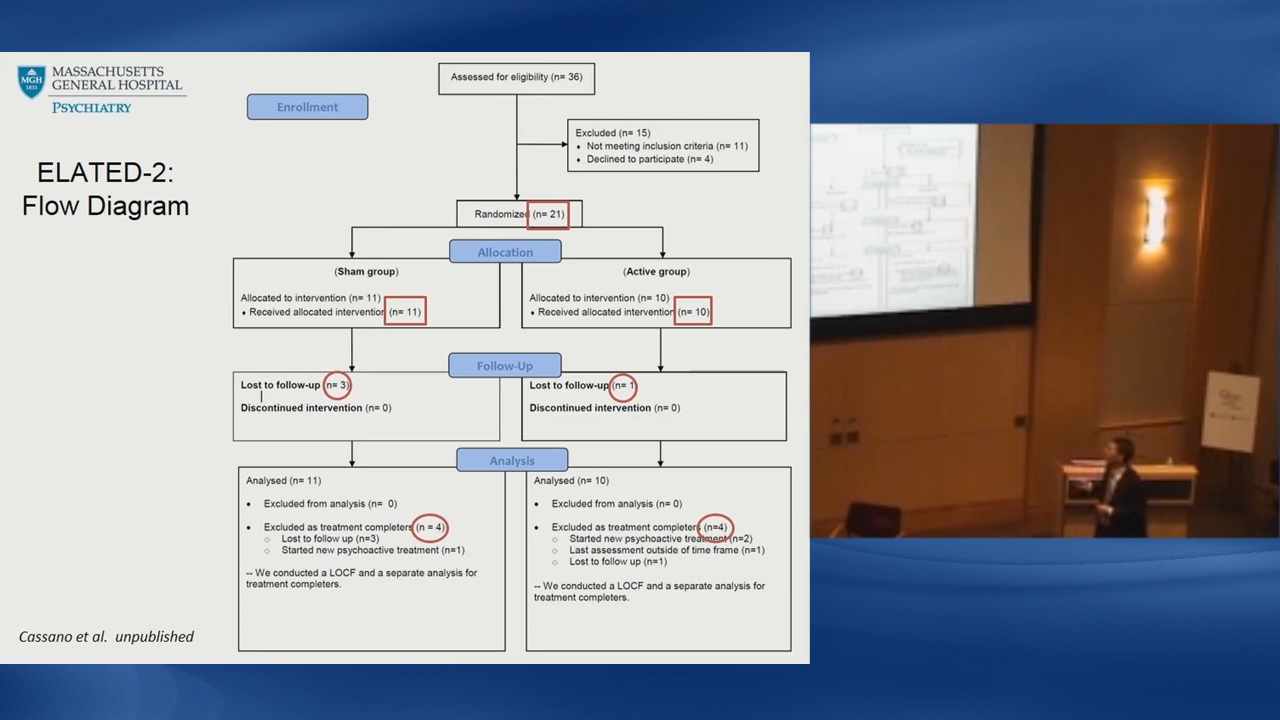 MGH
1811
MASSACHUSETTS
GENERAL HOSPITAL
PSYCHIATRY
ELATED-2:
Flow Diagram
Enrollment
Assessed for eligibility (n= 36)
Excluded (n= 15)
♦ Not meeting inclusion criteria (n= 11)
♦ Declined to participate (n= 4)
Randomized (n= 21)
Allocation
(Sham group)
Allocated to intervention (n= 11)
♦ Received allocated intervention (n= 11)
(Active group)
Allocated to intervention (n= 10)
♦ Received allocated intervention (n= 10)
Follow-Up
Lost to follow-up (n= 3)
Discontinued intervention (n= 0)
Lost to follow-up (n= 1
Discontinued intervention (n= 0)
Analysis
Analysed (n= 11)
• Excluded from analysis (n= 0)
• Excluded as treatment completers (n = 4)
○ Lost to follow up (n=3)
○ Started new psychoactive treatment (n=1)
-- We conducted a LOCF and a separate analysis for
treatment completers.
Analysed (n= 10)
• Excluded from analysis (n= 0)
• Excluded as treatment completers (n=4)
○ Started new psychoactive treatment (n=2)
○ Last assessment outside of time frame (n=1)
○ Lost to follow up (n=1)
-- We conducted a LOCF and a separate analysis for
treatment completers.
Cassano et al. unpublished